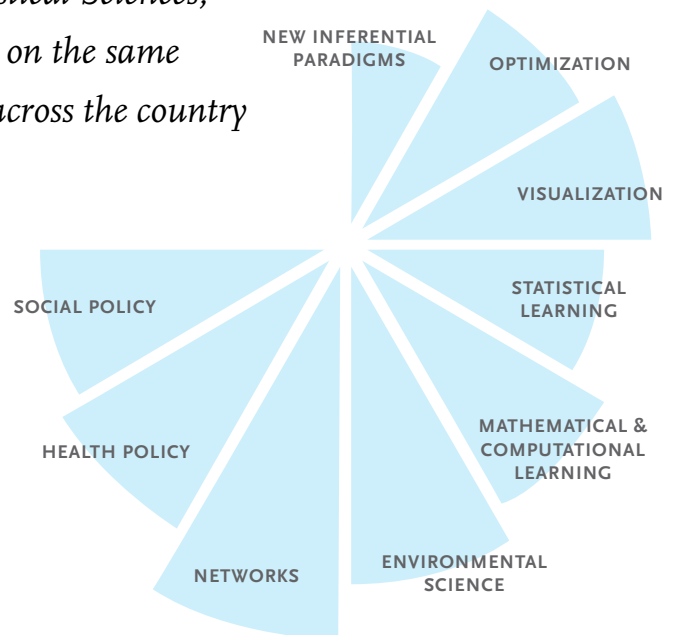 on the same
across the country
NEW INFERENTIAL
PARADIGMS
OPTIMIZATION
VISUALIZATION
STATISTICAL
LEARNING
MATHEMATICAL &
COMPUTATIONAL
LEARNING
ENVIRONMENTAL
SCIENCE
NETWORKS
HEALTH POLICY
SOCIAL POLICY